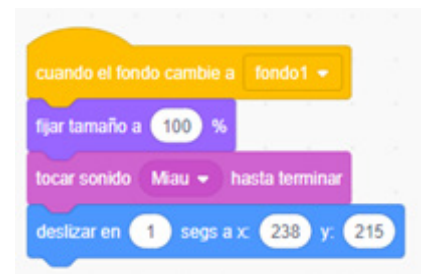 cuando el fondo cambie a fondo1
fijar tamaño a 100 %
tocar sonido Miau hasta terminar
deslizar en 1 segs a x: 238 y: 215